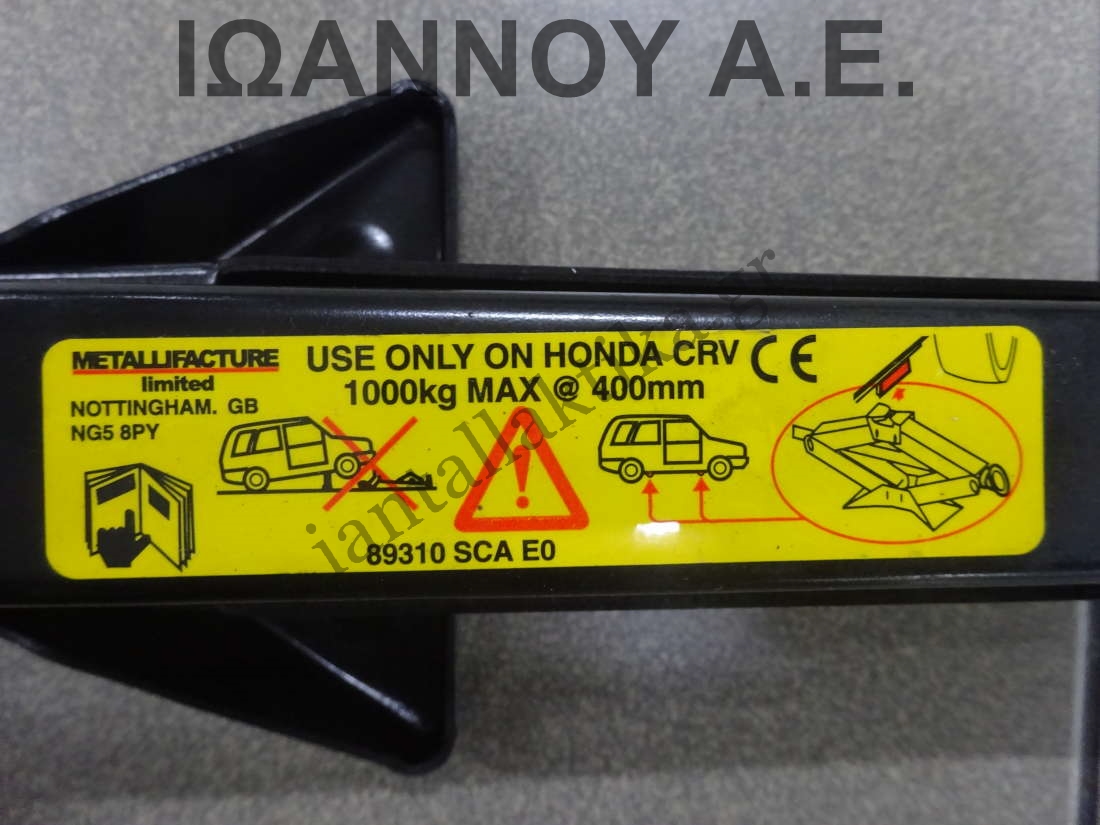 ΙΩΑΝΝΟΥ Α.Ε.
METALLIFACTURE
limited
NOTTINGHAM. GB
NG5 8PY
USE ONLY ON HONDA CRV
1000kg MAX @ 400mm
CE
89310 SCA E0
iantallaktika.gr